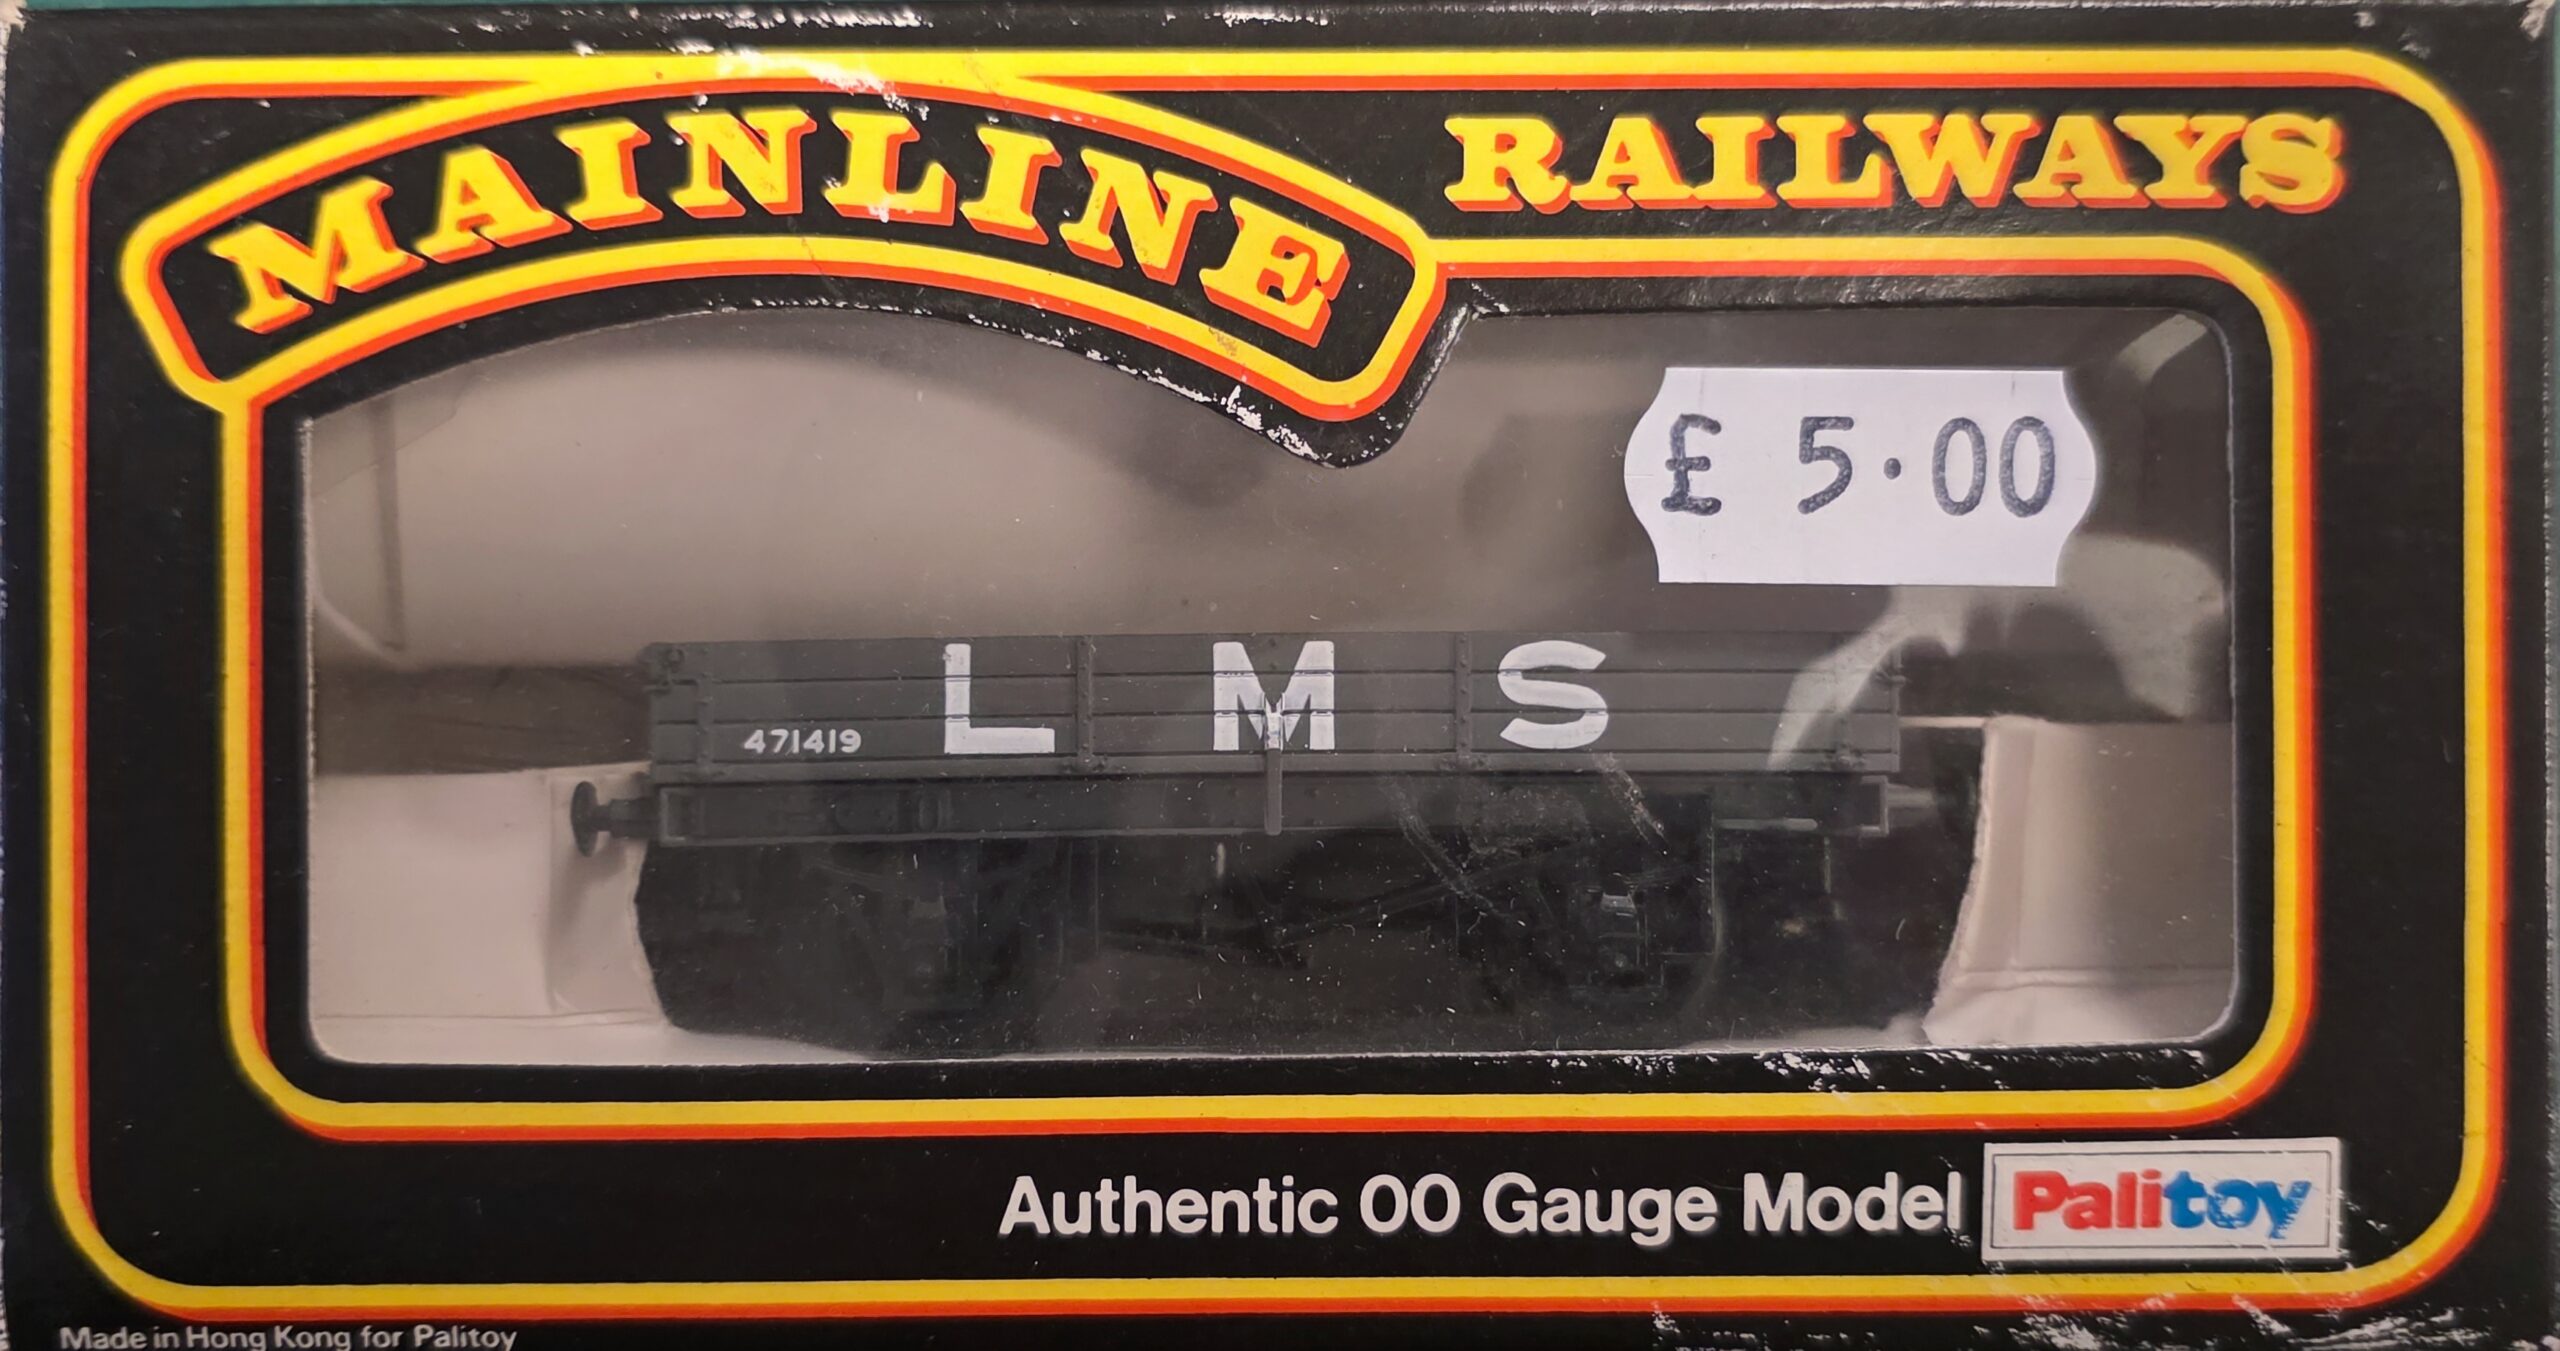 MAINLINE RAILWAYS
£ 5.00
L M S
471419
Authentic 00 Gauge Model Palitoy
Made in Hong Kong for Palitoy